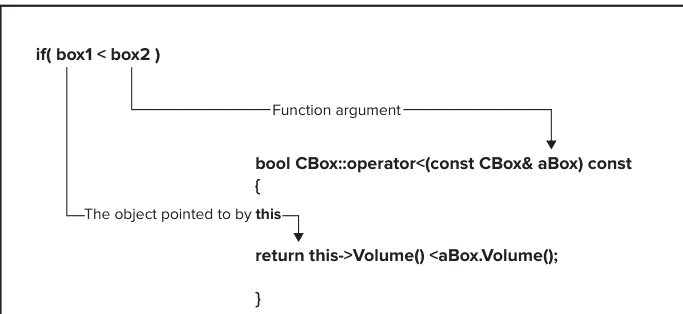 if( box1 < box2 )
Function argument
bool CBox::operator<(const CBox& aBox) const
{
The object pointed to by this
return this->Volume() <aBox.Volume();
}